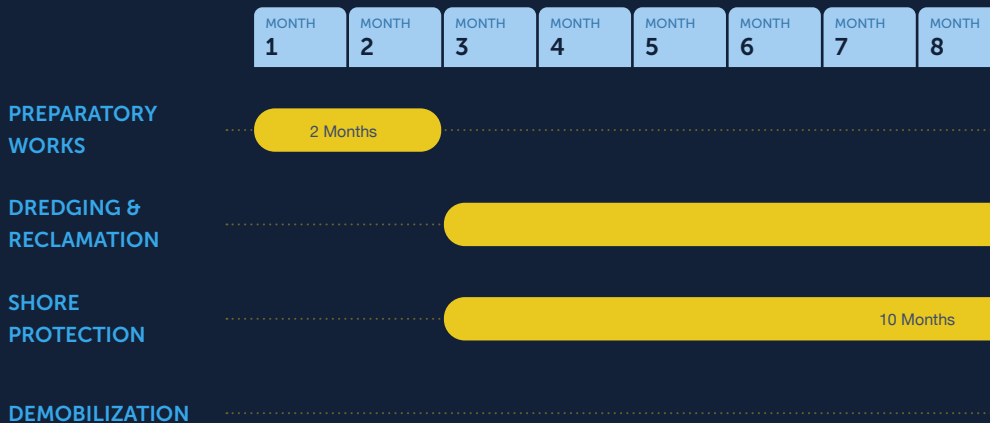 MONTH MONTH MONTH MONTH MONTH MONTH MONTH MONTH
1 2 3 4 5 6 7 8
PREPARATORY
WORKS
2 Months
DREDGING &
RECLAMATION
SHORE
PROTECTION
10 Months
DEMOBILIZATION